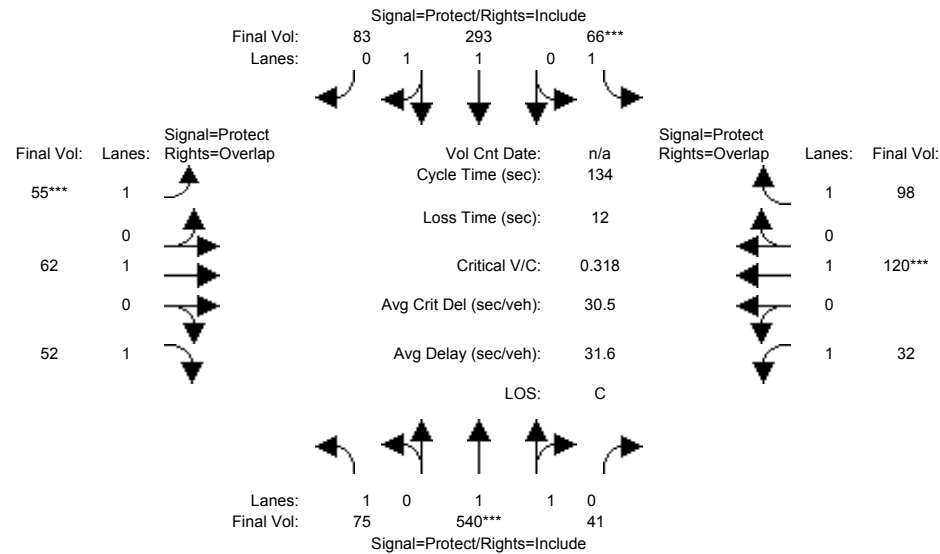 Signal=Protect/Rights=Include
Final Vol: 83 293 66***
Lanes: 0 1 1 0 1
Signal=Protect Signal=Protect
Final Vol: Lanes: Rights=Overlap Vol Cnt Date: n/a Rights=Overlap Lanes: Final Vol:
Cycle Time (sec): 134
55*** 1 1 98
Loss Time (sec): 12
0 0
62 1 Critical V/C: 0.318 1 120***
0 Avg Crit Del (sec/veh): 30.5 0
52 1 Avg Delay (sec/veh): 31.6 1 32
LOS: C
Lanes: 1 0 1 1 0
Final Vol: 75 540*** 41
Signal=Protect/Rights=Include